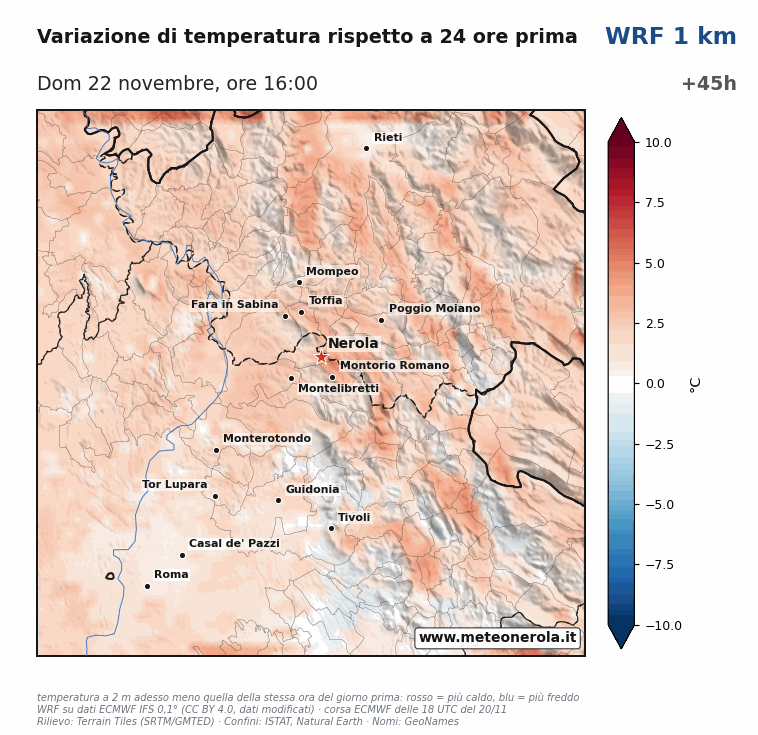 Variazione di temperatura rispetto a 24 ore prima WRF 1 km
Dom 22 novembre, ore 16:00 +45h
Rieti
Mompeo
Fara in Sabina
Toffia
Poggio Moiano
Nerola
Montorio Romano
Montelibretti
Monterotondo
Tor Lupara
Guidonia
Tivoli
Casal de' Pazzi
Roma
www.meteonerola.it
10.0
7.5
5.0
2.5
0.0
−2.5
−5.0
−7.5
−10.0
°C
temperatura a 2 m adesso meno quella della stessa ora del giorno prima: rosso = più caldo, blu = più freddo
WRF su dati ECMWF IFS 0,1° (CC BY 4.0, dati modificati) · corsa ECMWF delle 18 UTC del 20/11
Rilievo: Terrain Tiles (SRTM/GMTED) · Confini: ISTAT, Natural Earth · Nomi: GeoNames